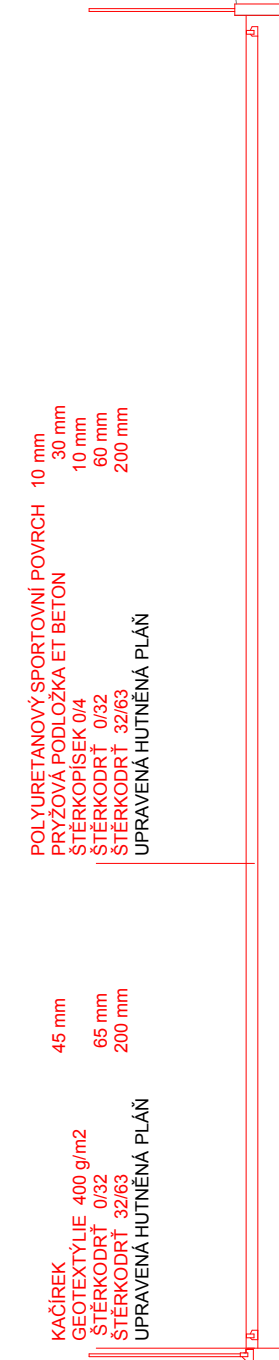 KAČÍREK 45 mm
GEOTEXTÝLIE 400 g/m2
ŠTĚRKODRŤ 0/32 65 mm
ŠTĚRKODRŤ 32/63 200 mm
UPRAVENÁ HUTNĚNÁ PLÁŇ
POLYURETANOVÝ SPORTOVNÍ POVRCH 10 mm
PRYŽOVÁ PODLOŽKA ET BETON 30 mm
ŠTĚRKOPÍSEK 0/4 10 mm
ŠTĚRKODRŤ 0/32 60 mm
ŠTĚRKODRŤ 32/63 200 mm
UPRAVENÁ HUTNĚNÁ PLÁŇ